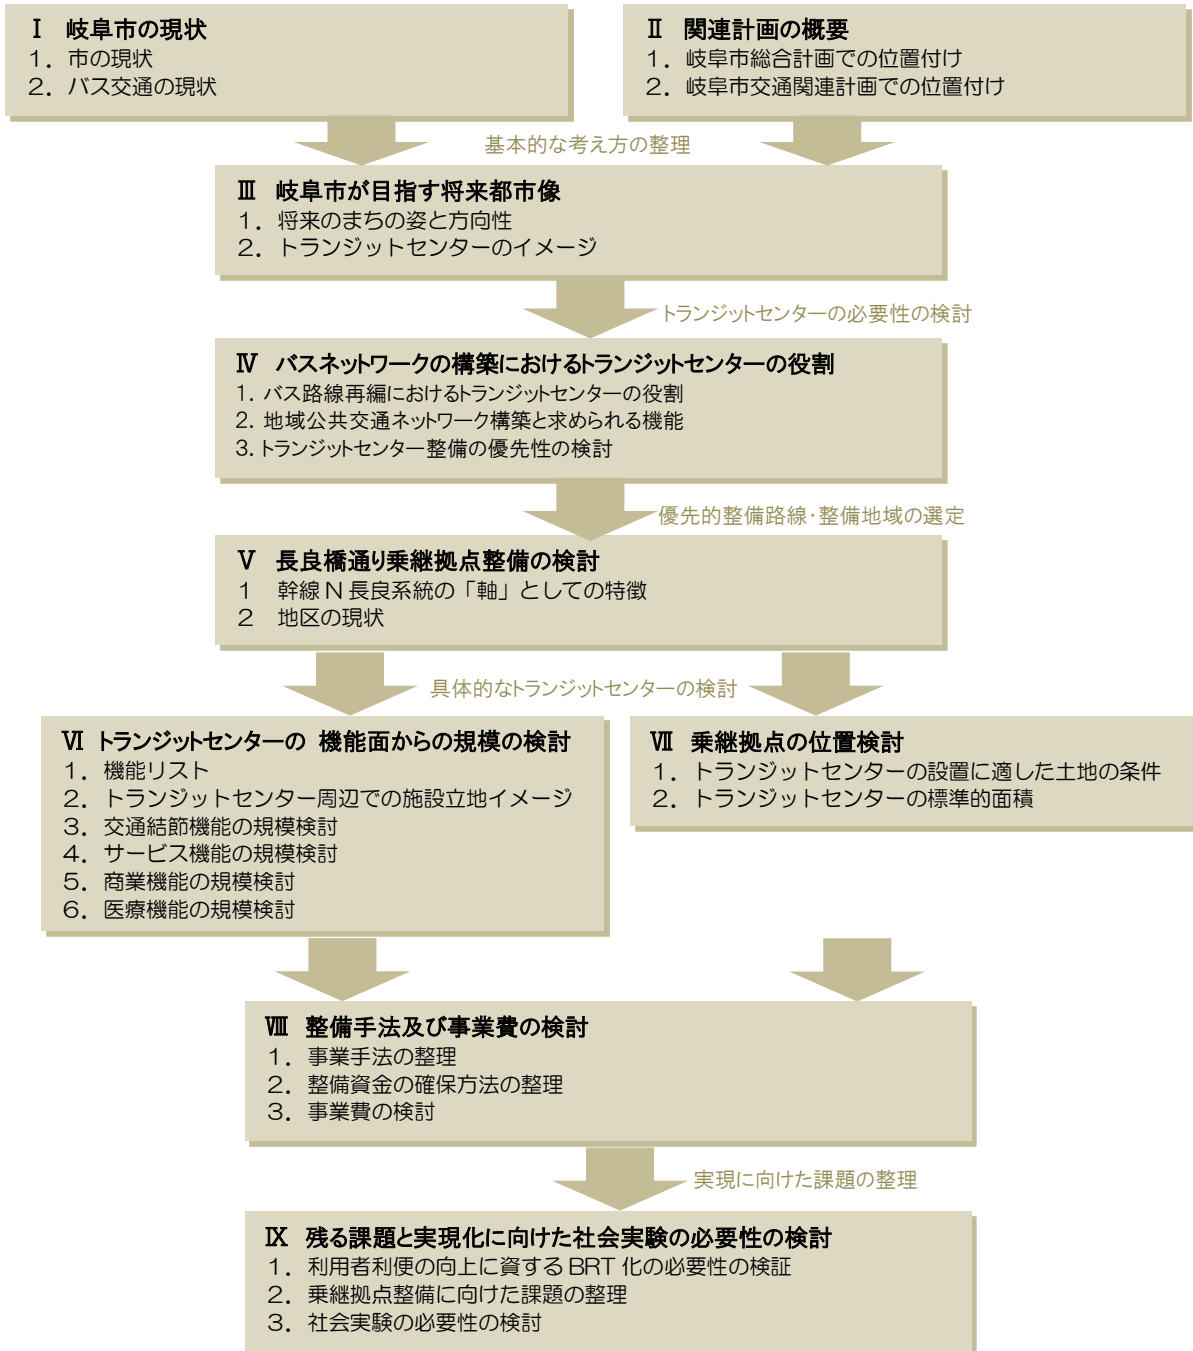 Ⅰ 岐阜市の現状
1．市の現状
2．バス交通の現状
Ⅱ 関連計画の概要
1．岐阜市総合計画での位置付け
2．岐阜市交通関連計画での位置付け
基本的な考え方の整理
Ⅲ 岐阜市が目指す将来都市像
1．将来のまちの姿と方向性
2．トランジットセンターのイメージ
トランジットセンターの必要性の検討
Ⅳ バスネットワークの構築におけるトランジットセンターの役割
1. バス路線再編におけるトランジットセンターの役割
2. 地域公共交通ネットワーク構築と求められる機能
3. トランジットセンター整備の優先性の検討
優先的整備路線・整備地域の選定
Ⅴ 長良橋通り乗継拠点整備の検討
1 幹線N長良系統の「軸」としての特徴
2 地区の現状
具体的なトランジットセンターの検討
Ⅵ トランジットセンターの 機能面からの規模の検討
1．機能リスト
2．トランジットセンター周辺での施設立地イメージ
3．交通結節機能の規模検討
4．サービス機能の規模検討
5．商業機能の規模検討
6．医療機能の規模検討
Ⅶ 乗継拠点の位置検討
1．トランジットセンターの設置に適した土地の条件
2．トランジットセンターの標準的面積
Ⅷ 整備手法及び事業費の検討
1．事業手法の整理
2．整備資金の確保方法の整理
3．事業費の検討
実現に向けた課題の整理
Ⅸ 残る課題と実現化に向けた社会実験の必要性の検討
1．利用者利便の向上に資するBRT化の必要性の検証
2．乗継拠点整備に向けた課題の整理
3．社会実験の必要性の検討